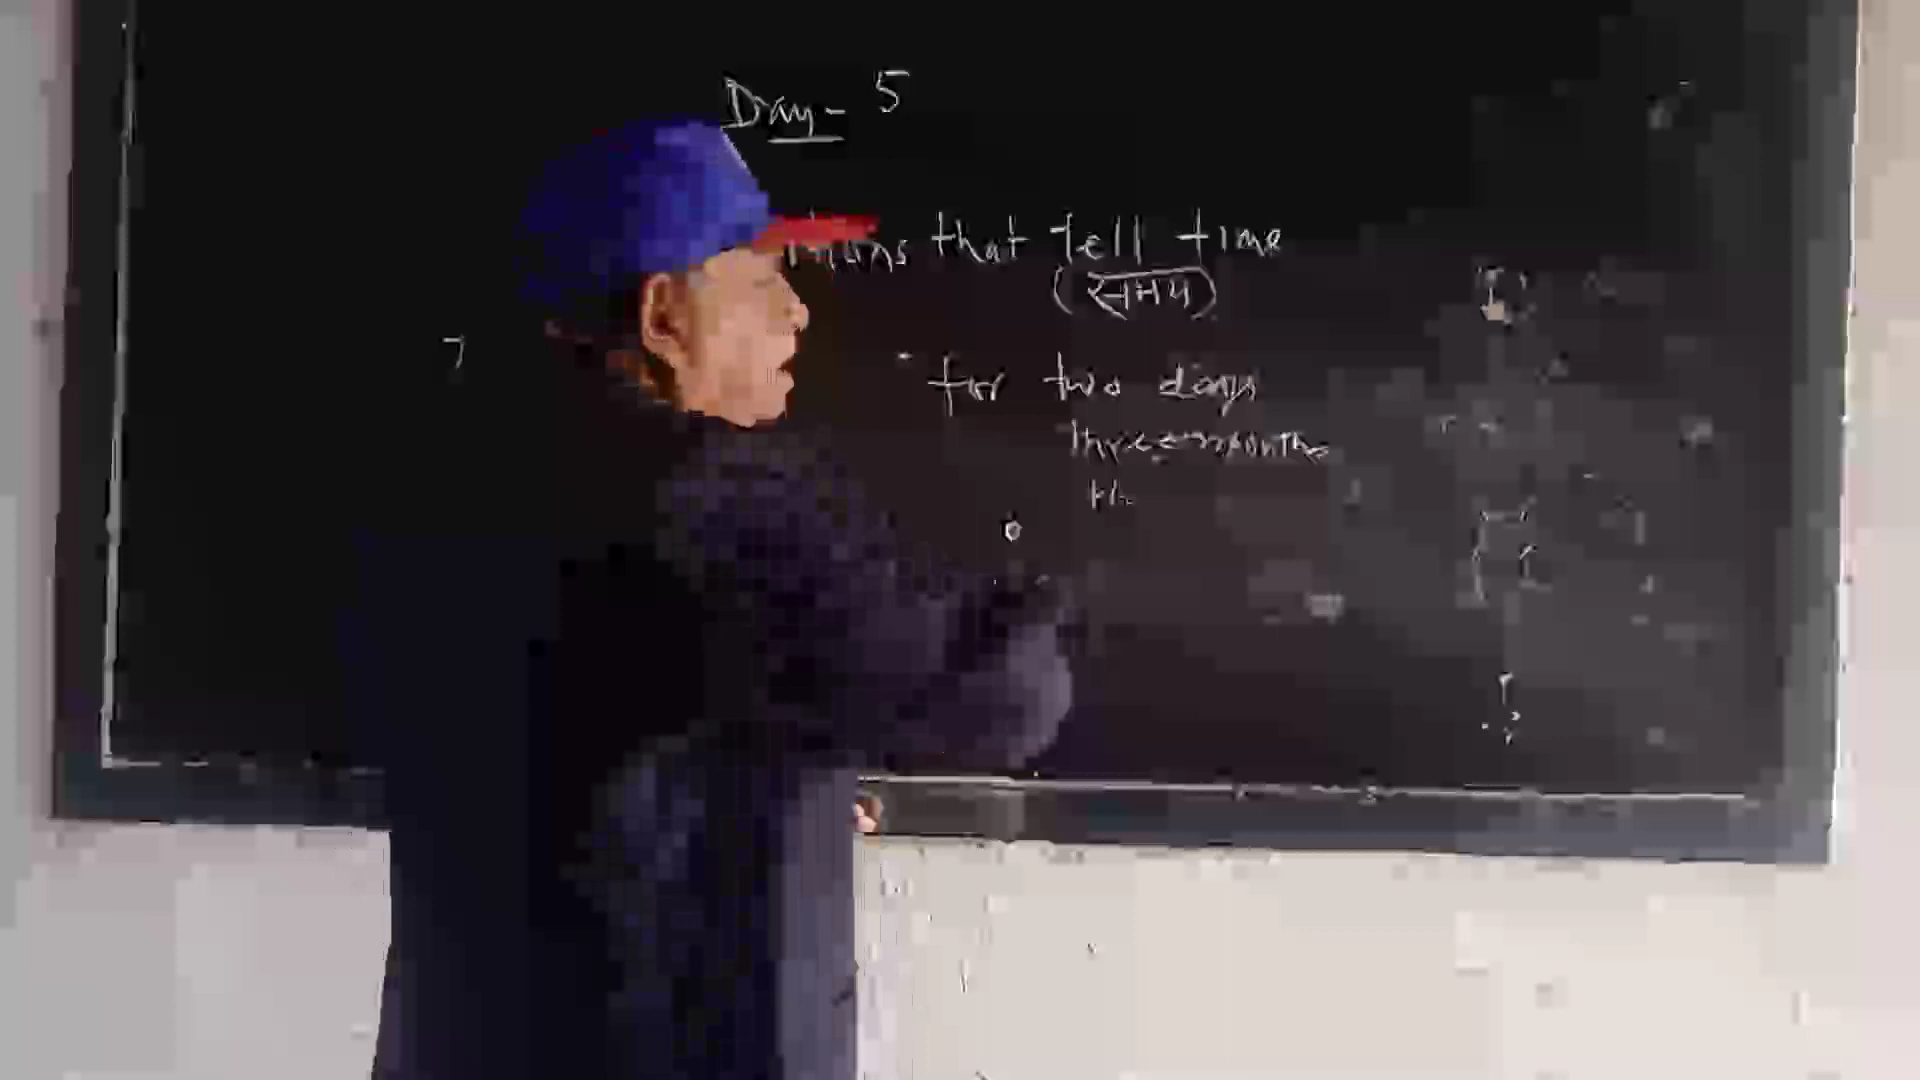 Day- 5
that tell time
(समय)
for two days
three months